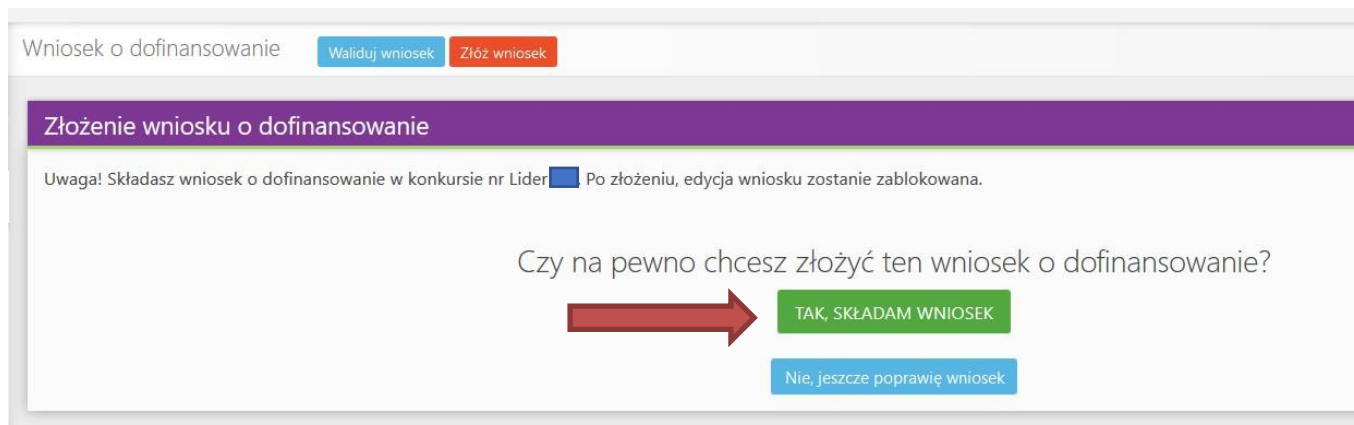 Wniosek o dofinansowanie Waliduj wniosek Złóż wniosek
Złożenie wniosku o dofinansowanie
Uwaga! Składasz wniosek o dofinansowanie w konkursie nr Lider . Po złożeniu, edycja wniosku zostanie zablokowana.
Czy na pewno chcesz złożyć ten wniosek o dofinansowanie?
TAK, SKŁADAM WNIOSEK
Nie, jeszcze poprawię wniosek